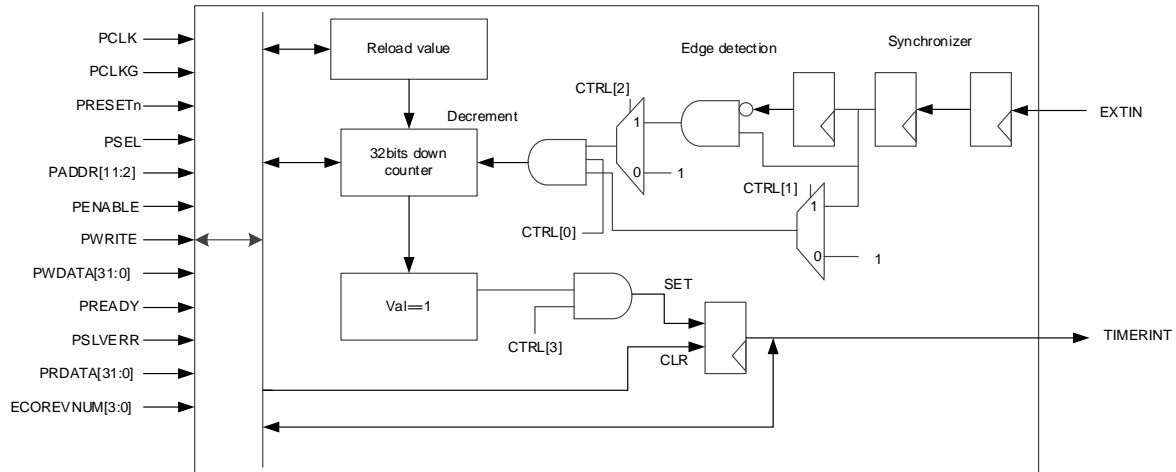 PCLK
PCLKG
PRESETn
PSEL
PADDR[11:2]
PENABLE
PWRITE
PWDATA[31:0]
PREADY
PSLVERR
PRDATA[31:0]
ECOREVNUM[3:0]
Reload value
Edge detection
Synchronizer
CTRL[2]
Decrement
1
EXTIN
32bits down
counter
0
1
CTRL[1]
1
CTRL[0]
0
1
Val==1
SET
CTRL[3]
CLR
TIMERINT